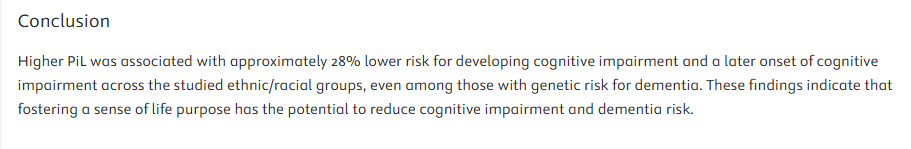 Conclusion
Higher PiL was associated with approximately 28% lower risk for developing cognitive impairment and a later onset of cognitive
impairment across the studied ethnic/racial groups, even among those with genetic risk for dementia. These findings indicate that
fostering a sense of life purpose has the potential to reduce cognitive impairment and dementia risk.